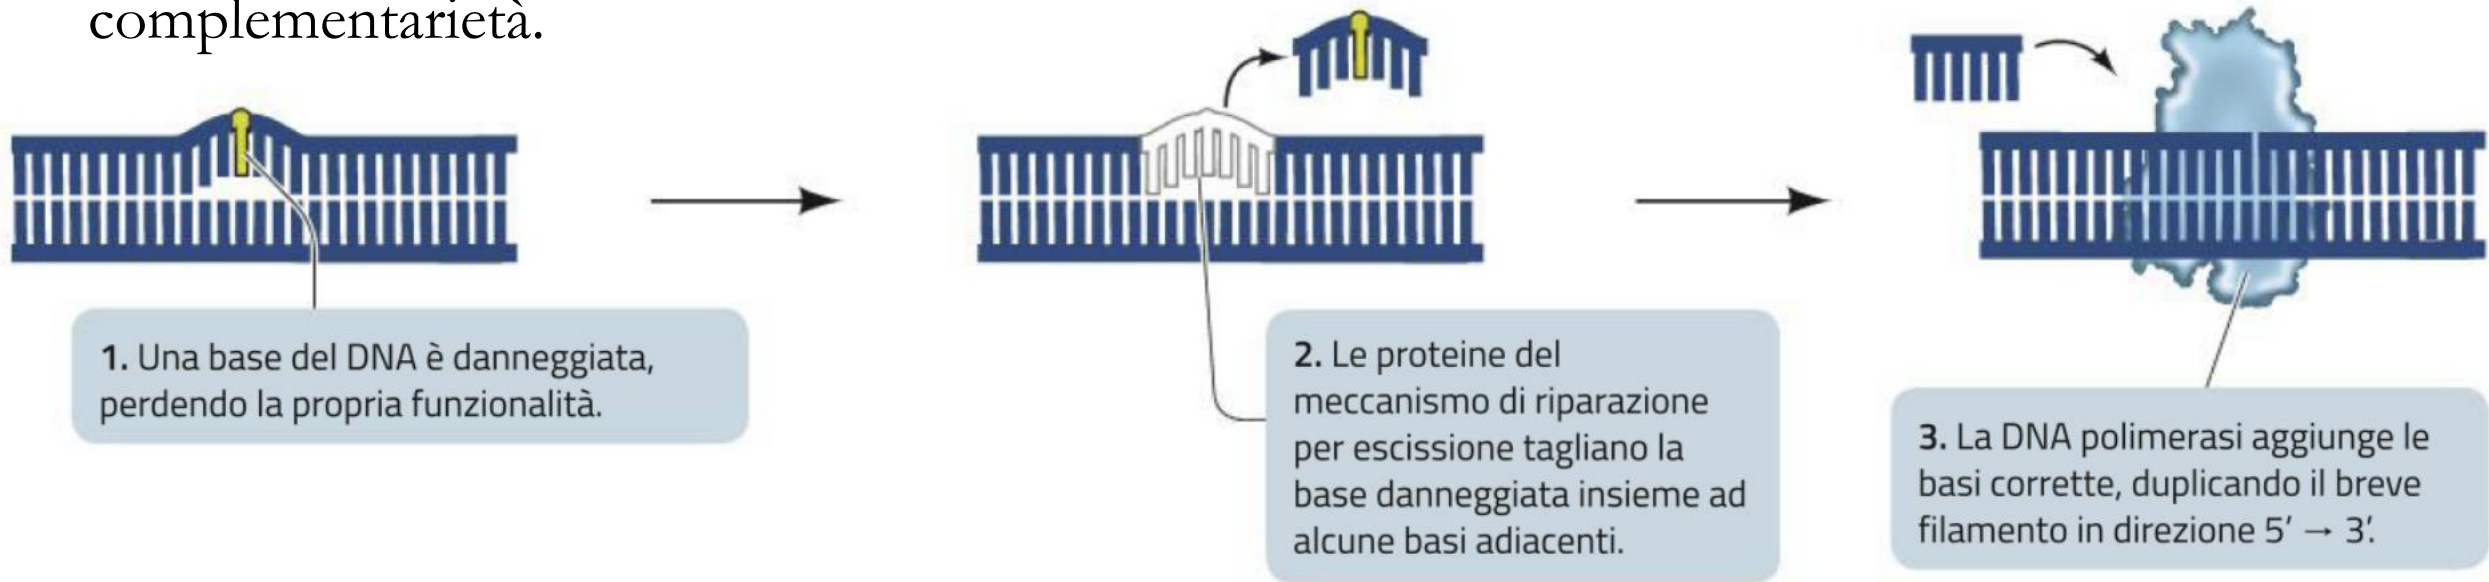 complementarietà.
1. Una base del DNA è danneggiata,
perdendo la propria funzionalità.
2. Le proteine del
meccanismo di riparazione
per escissione tagliano la
base danneggiata insieme ad
alcune basi adiacenti.
3. La DNA polimerasi aggiunge le
basi corrette, duplicando il breve
filamento in direzione 5′ → 3′.